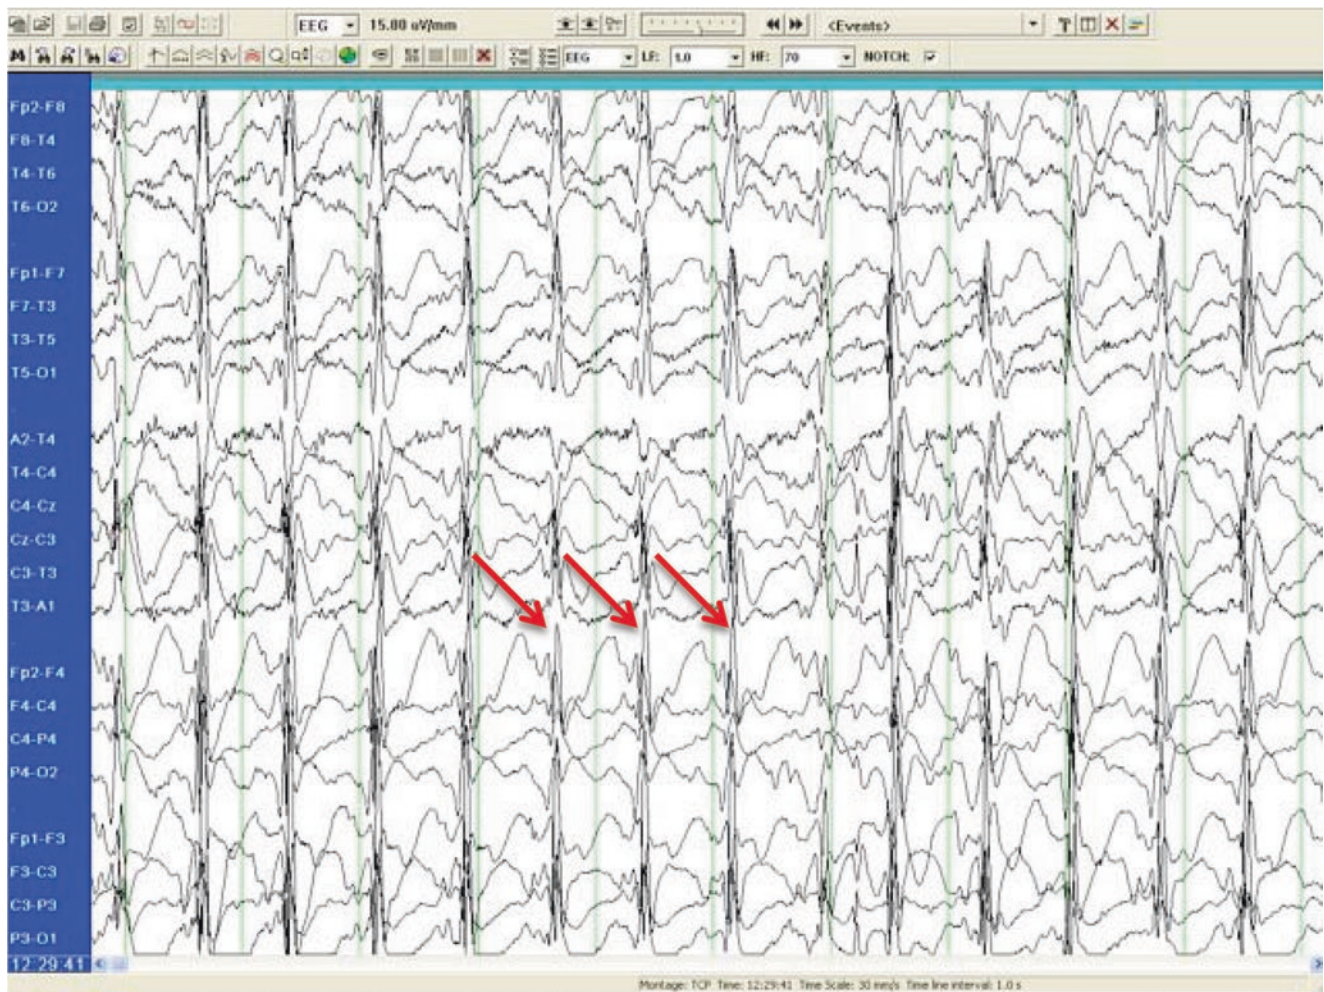 EEG 15.00 uV/mm <Events>
EEG LF: 1.0 HF: 70 NOTCH:
Fp2-F8
F8-T4
T4-T6
T6-O2
Fp1-F7
F7-T3
T3-T5
T5-O1
A2-T4
T4-C4
C4-Cz
Cz-C3
C3-T3
T3-A1
Fp2-F4
F4-C4
C4-P4
P4-O2
Fp1-F3
F3-C3
C3-P3
P3-O1
12:29:41
Montage: TCP Time: 12:29:41 Time Scale: 30 mm/s Time line interval: 1.0 s